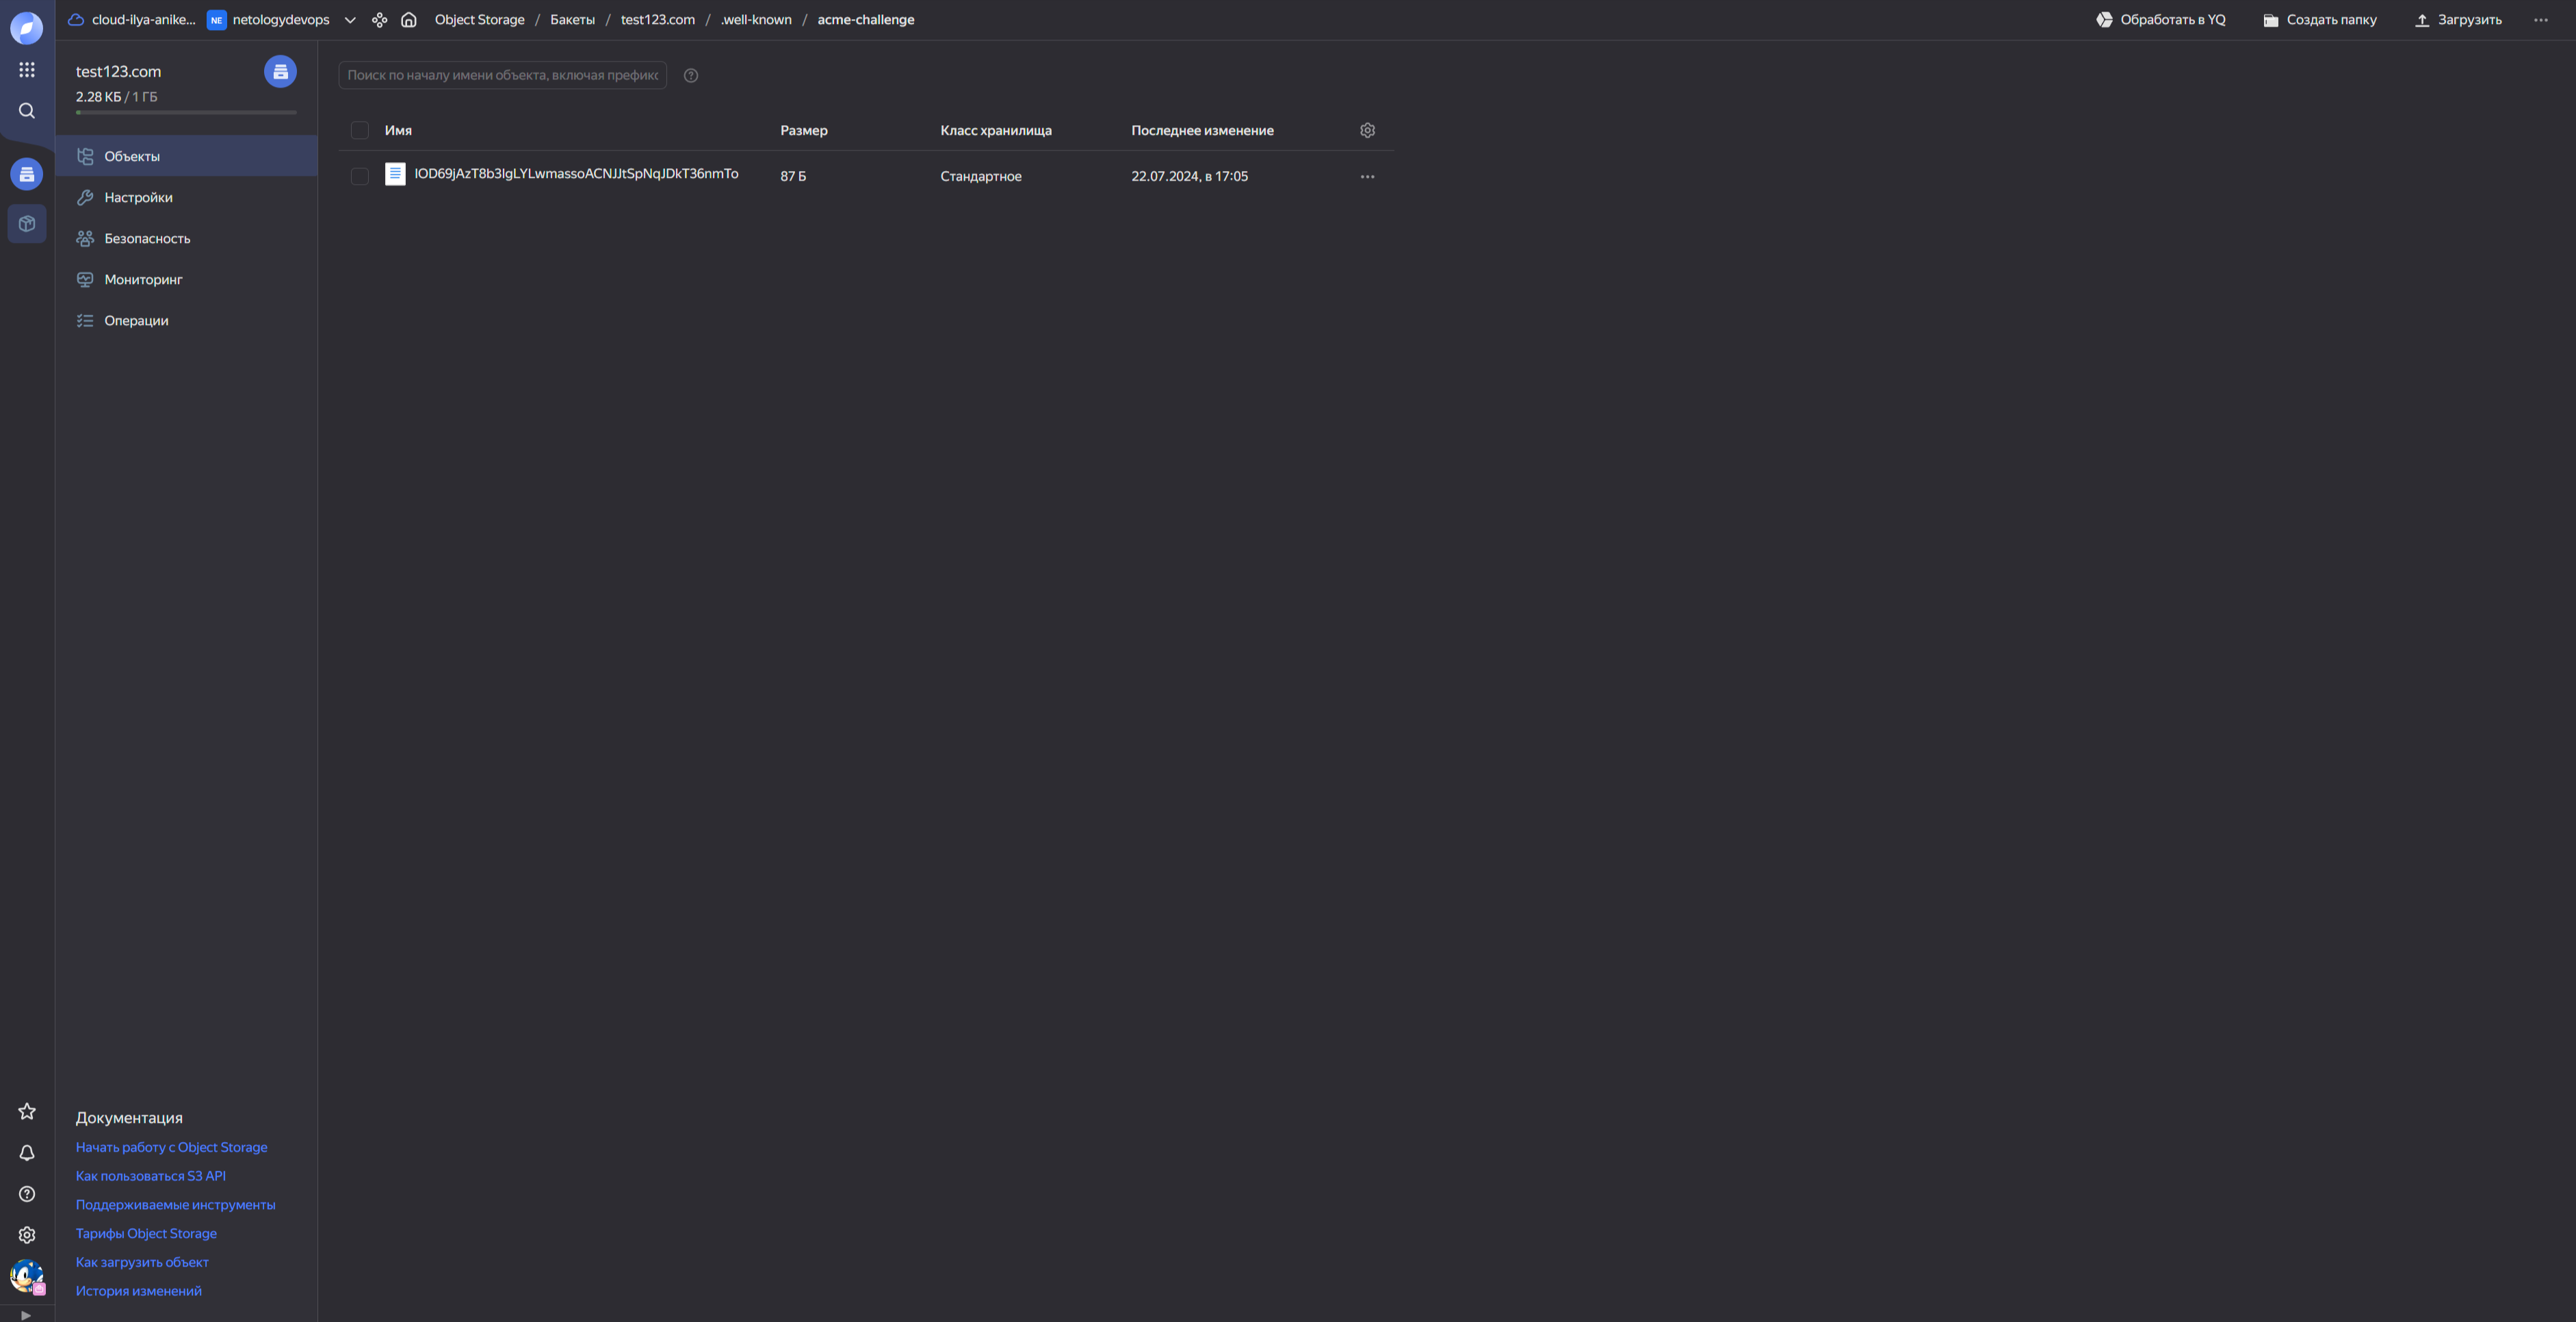 cloud-ilya-anike... NE netologydevops Object Storage / Бакеты / test123.com / .well-known / acme-challenge
Обработать в YQ Создать папку Загрузить
test123.com
2.28 КБ / 1 ГБ
Объекты
Настройки
Безопасность
Мониторинг
Операции
Поиск по началу имени объекта, включая префикс
Имя Размер Класс хранилища Последнее изменение
IOD69jAzT8b3IgLYLwmassoACNJJtSpNqJDkT36nmTo 87 Б Стандартное 22.07.2024, в 17:05
Документация
Начать работу с Object Storage
Как пользоваться S3 API
Поддерживаемые инструменты
Тарифы Object Storage
Как загрузить объект
История изменений